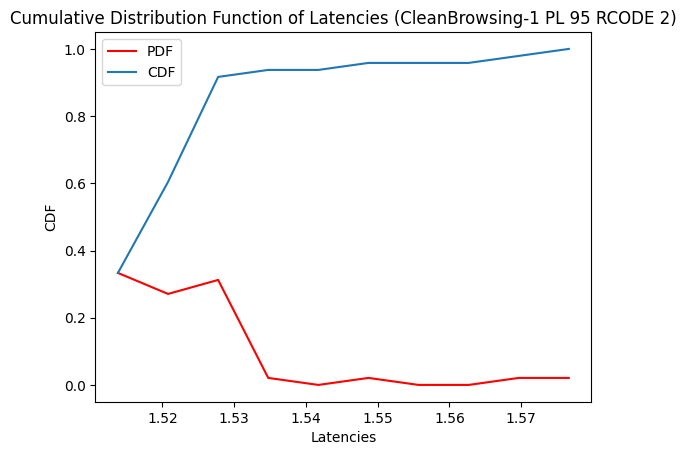 Cumulative Distribution Function of Latencies (CleanBrowsing-1 PL 95 RCODE 2)
PDF
CDF
1.0
0.8
0.6
0.4
0.2
0.0
CDF
1.52 1.53 1.54 1.55 1.56 1.57
Latencies